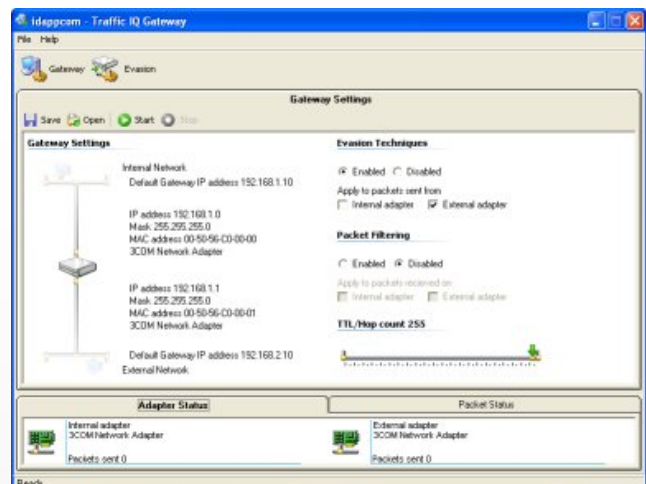 idappcom - Traffic IQ Gateway
File Help
Gateway Evasion
Gateway Settings
Save Open Start Stop
Gateway Settings
Internal Network
Default Gateway IP address 192.168.1.10
IP address 192.168.1.0
Mask 255.255.255.0
MAC address 00-50-56-C0-00-00
3COM Network Adapter
IP address 192.168.1.1
Mask 255.255.255.0
MAC address 00-50-56-C0-00-01
3COM Network Adapter
Default Gateway IP address 192.168.2.10
External Network
Evasion Techniques
Enabled Disabled
Apply to packets sent from
Internal adapter External adapter
Packet Filtering
Enabled Disabled
Apply to packets recieved on
Internal adapter External adapter
TTL/Hop count 255
Adapter Status
Packet Status
Internal adapter
3COM Network Adapter
Packets sent 0
External adapter
3COM Network Adapter
Packets sent 0
Ready